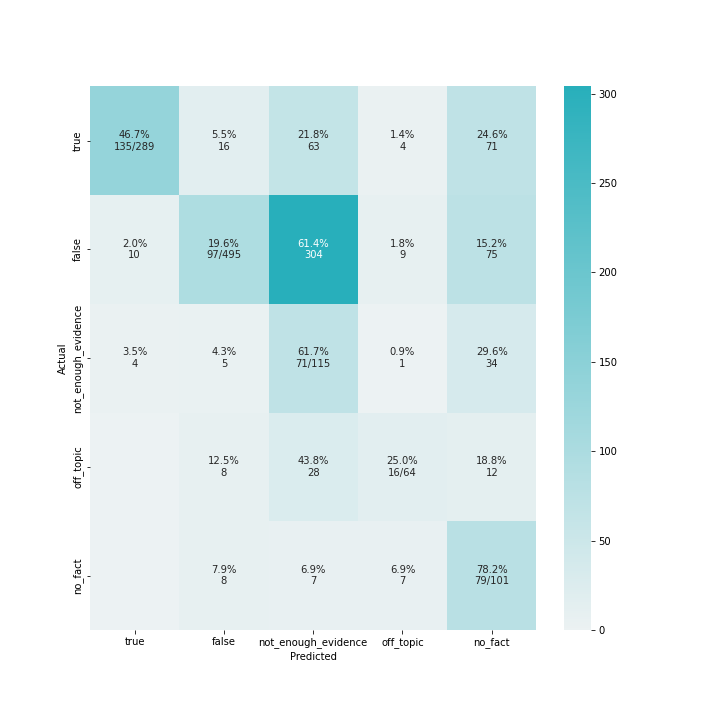 46.7% 5.5% 21.8% 1.4% 24.6%
135/289 16 63 4 71
true
2.0% 19.6% 61.4% 1.8% 15.2%
10 97/495 304 9 75
false
3.5% 4.3% 61.7% 0.9% 29.6%
4 5 71/115 1 34
not_enough_evidence
Actual
12.5% 43.8% 25.0% 18.8%
8 28 16/64 12
off_topic
7.9% 6.9% 6.9% 78.2%
8 7 7 79/101
no_fact
true false not_enough_evidence off_topic no_fact
Predicted
300
250
200
150
100
50
0